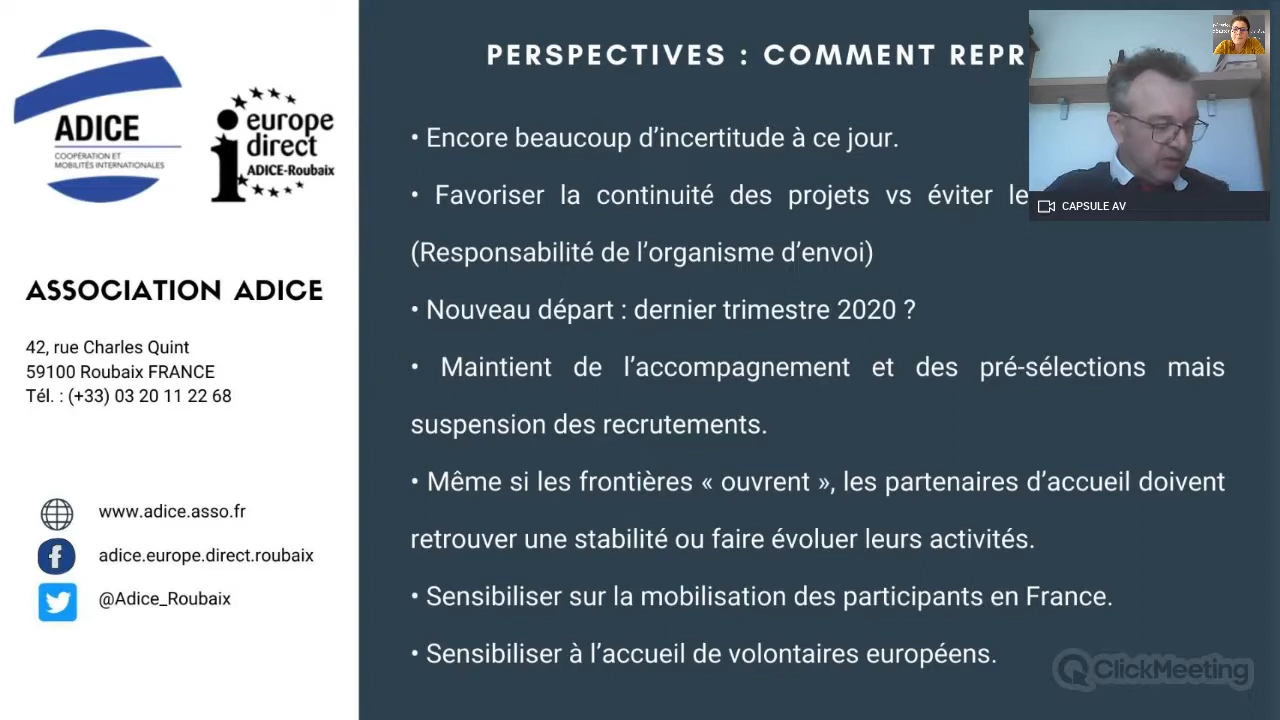 ADICE
COOPÉRATION ET
MOBILITÉS INTERNATIONALES
europe
direct
ADICE-Roubaix
ASSOCIATION ADICE
42, rue Charles Quint
59100 Roubaix FRANCE
Tél. : (+33) 03 20 11 22 68
www.adice.asso.fr
adice.europe.direct.roubaix
@Adice_Roubaix
PERSPECTIVES : COMMENT REPR
• Encore beaucoup d’incertitude à ce jour.
• Favoriser la continuité des projets vs éviter le
(Responsabilité de l’organisme d’envoi)
• Nouveau départ : dernier trimestre 2020 ?
• Maintient de l’accompagnement et des pré-sélections mais
suspension des recrutements.
• Même si les frontières « ouvrent », les partenaires d’accueil doivent
retrouver une stabilité ou faire évoluer leurs activités.
• Sensibiliser sur la mobilisation des participants en France.
• Sensibiliser à l’accueil de volontaires européens.
CAPSULE AV
ClickMeeting